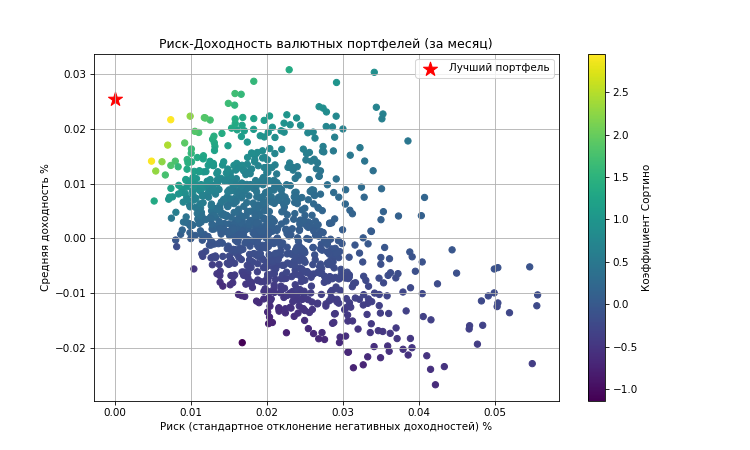 Риск-Доходность валютных портфелей (за месяц)
Лучший портфель
Средняя доходность %
0.03
0.02
0.01
0.00
−0.01
−0.02
0.00 0.01 0.02 0.03 0.04 0.05
Риск (стандартное отклонение негативных доходностей) %
2.5
2.0
1.5
1.0
0.5
0.0
−0.5
−1.0
Коэффициент Сортино